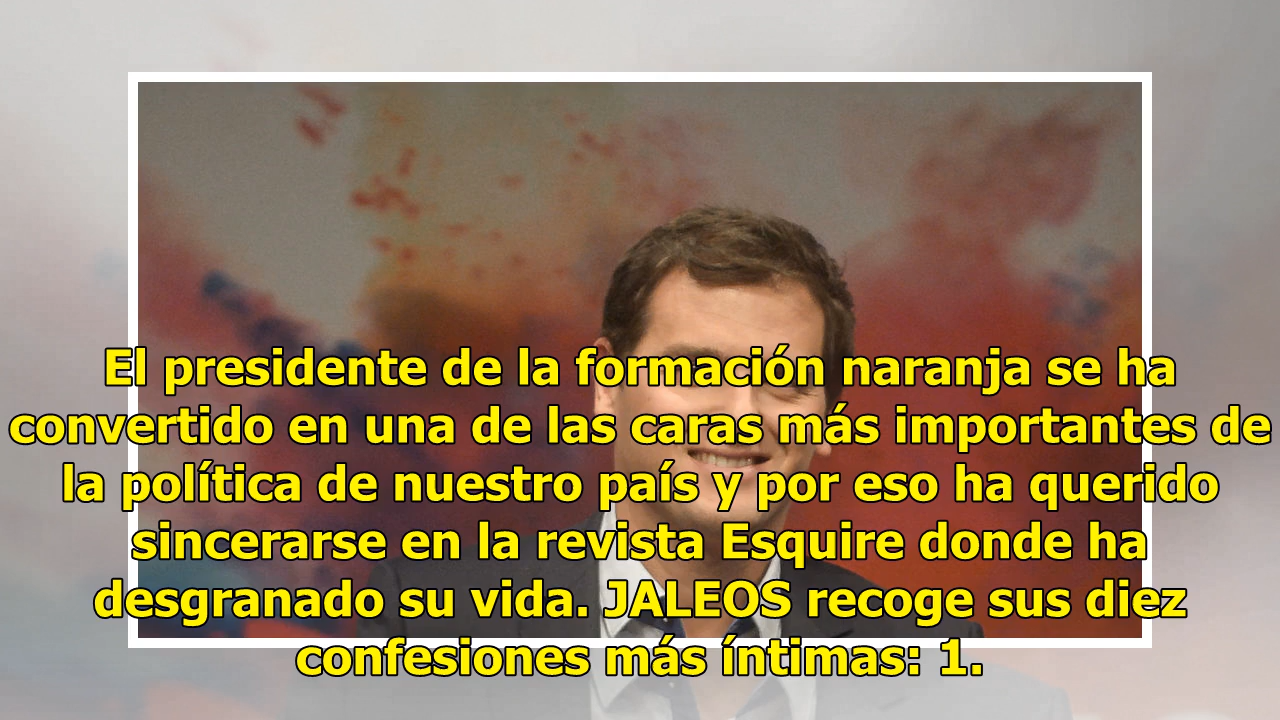 El presidente de la formación naranja se ha
convertido en una de las caras más importantes de
la política de nuestro país y por eso ha querido
sincerarse en la revista Esquire donde ha
desgranado su vida. JALEOS recoge sus diez
confesiones más íntimas: 1.